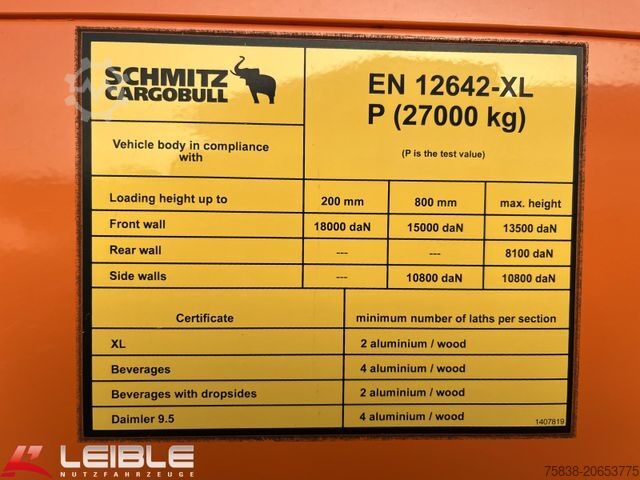 SCHMITZ
CARGOBULL
EN 12642-XL
P (27000 kg)
Vehicle body in compliance
with
(P is the test value)
Loading height up to 200 mm 800 mm max. height
Front wall 18000 daN 15000 daN 13500 daN
Rear wall --- --- 8100 daN
Side walls --- 10800 daN 10800 daN
Certificate minimum number of laths per section
XL 2 aluminium / wood
Beverages 4 aluminium / wood
Beverages with dropsides 2 aluminium / wood
Daimler 9.5 4 aluminium / wood
1407819
LEIBLE
NUTZFAHRZEUGE
75838-20653775